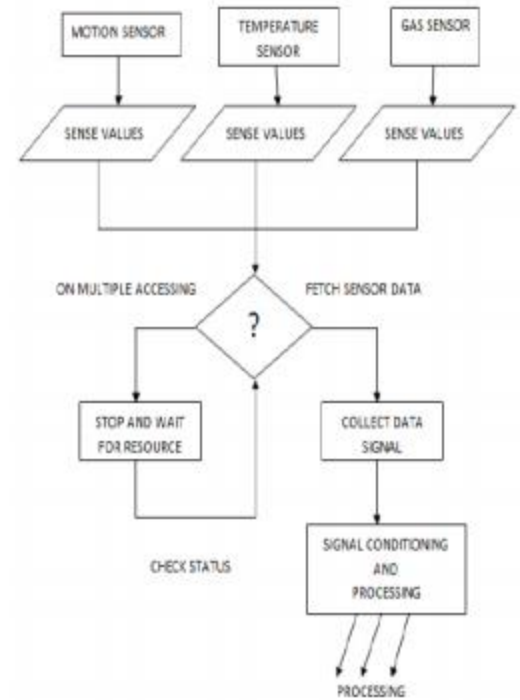 MOTION SENSOR
TEMPERATURE
SENSOR
GAS SENSOR
SENSE VALUES
SENSE VALUES
SENSE VALUES
ON MULTIPLE ACCESSING
FETCH SENSOR DATA
?
STOP AND WAIT
FOR RESOURCE
COLLECT DATA
SIGNAL
CHECK STATUS
SIGNAL CONDITIONING
AND
PROCESSING
PROCESSING